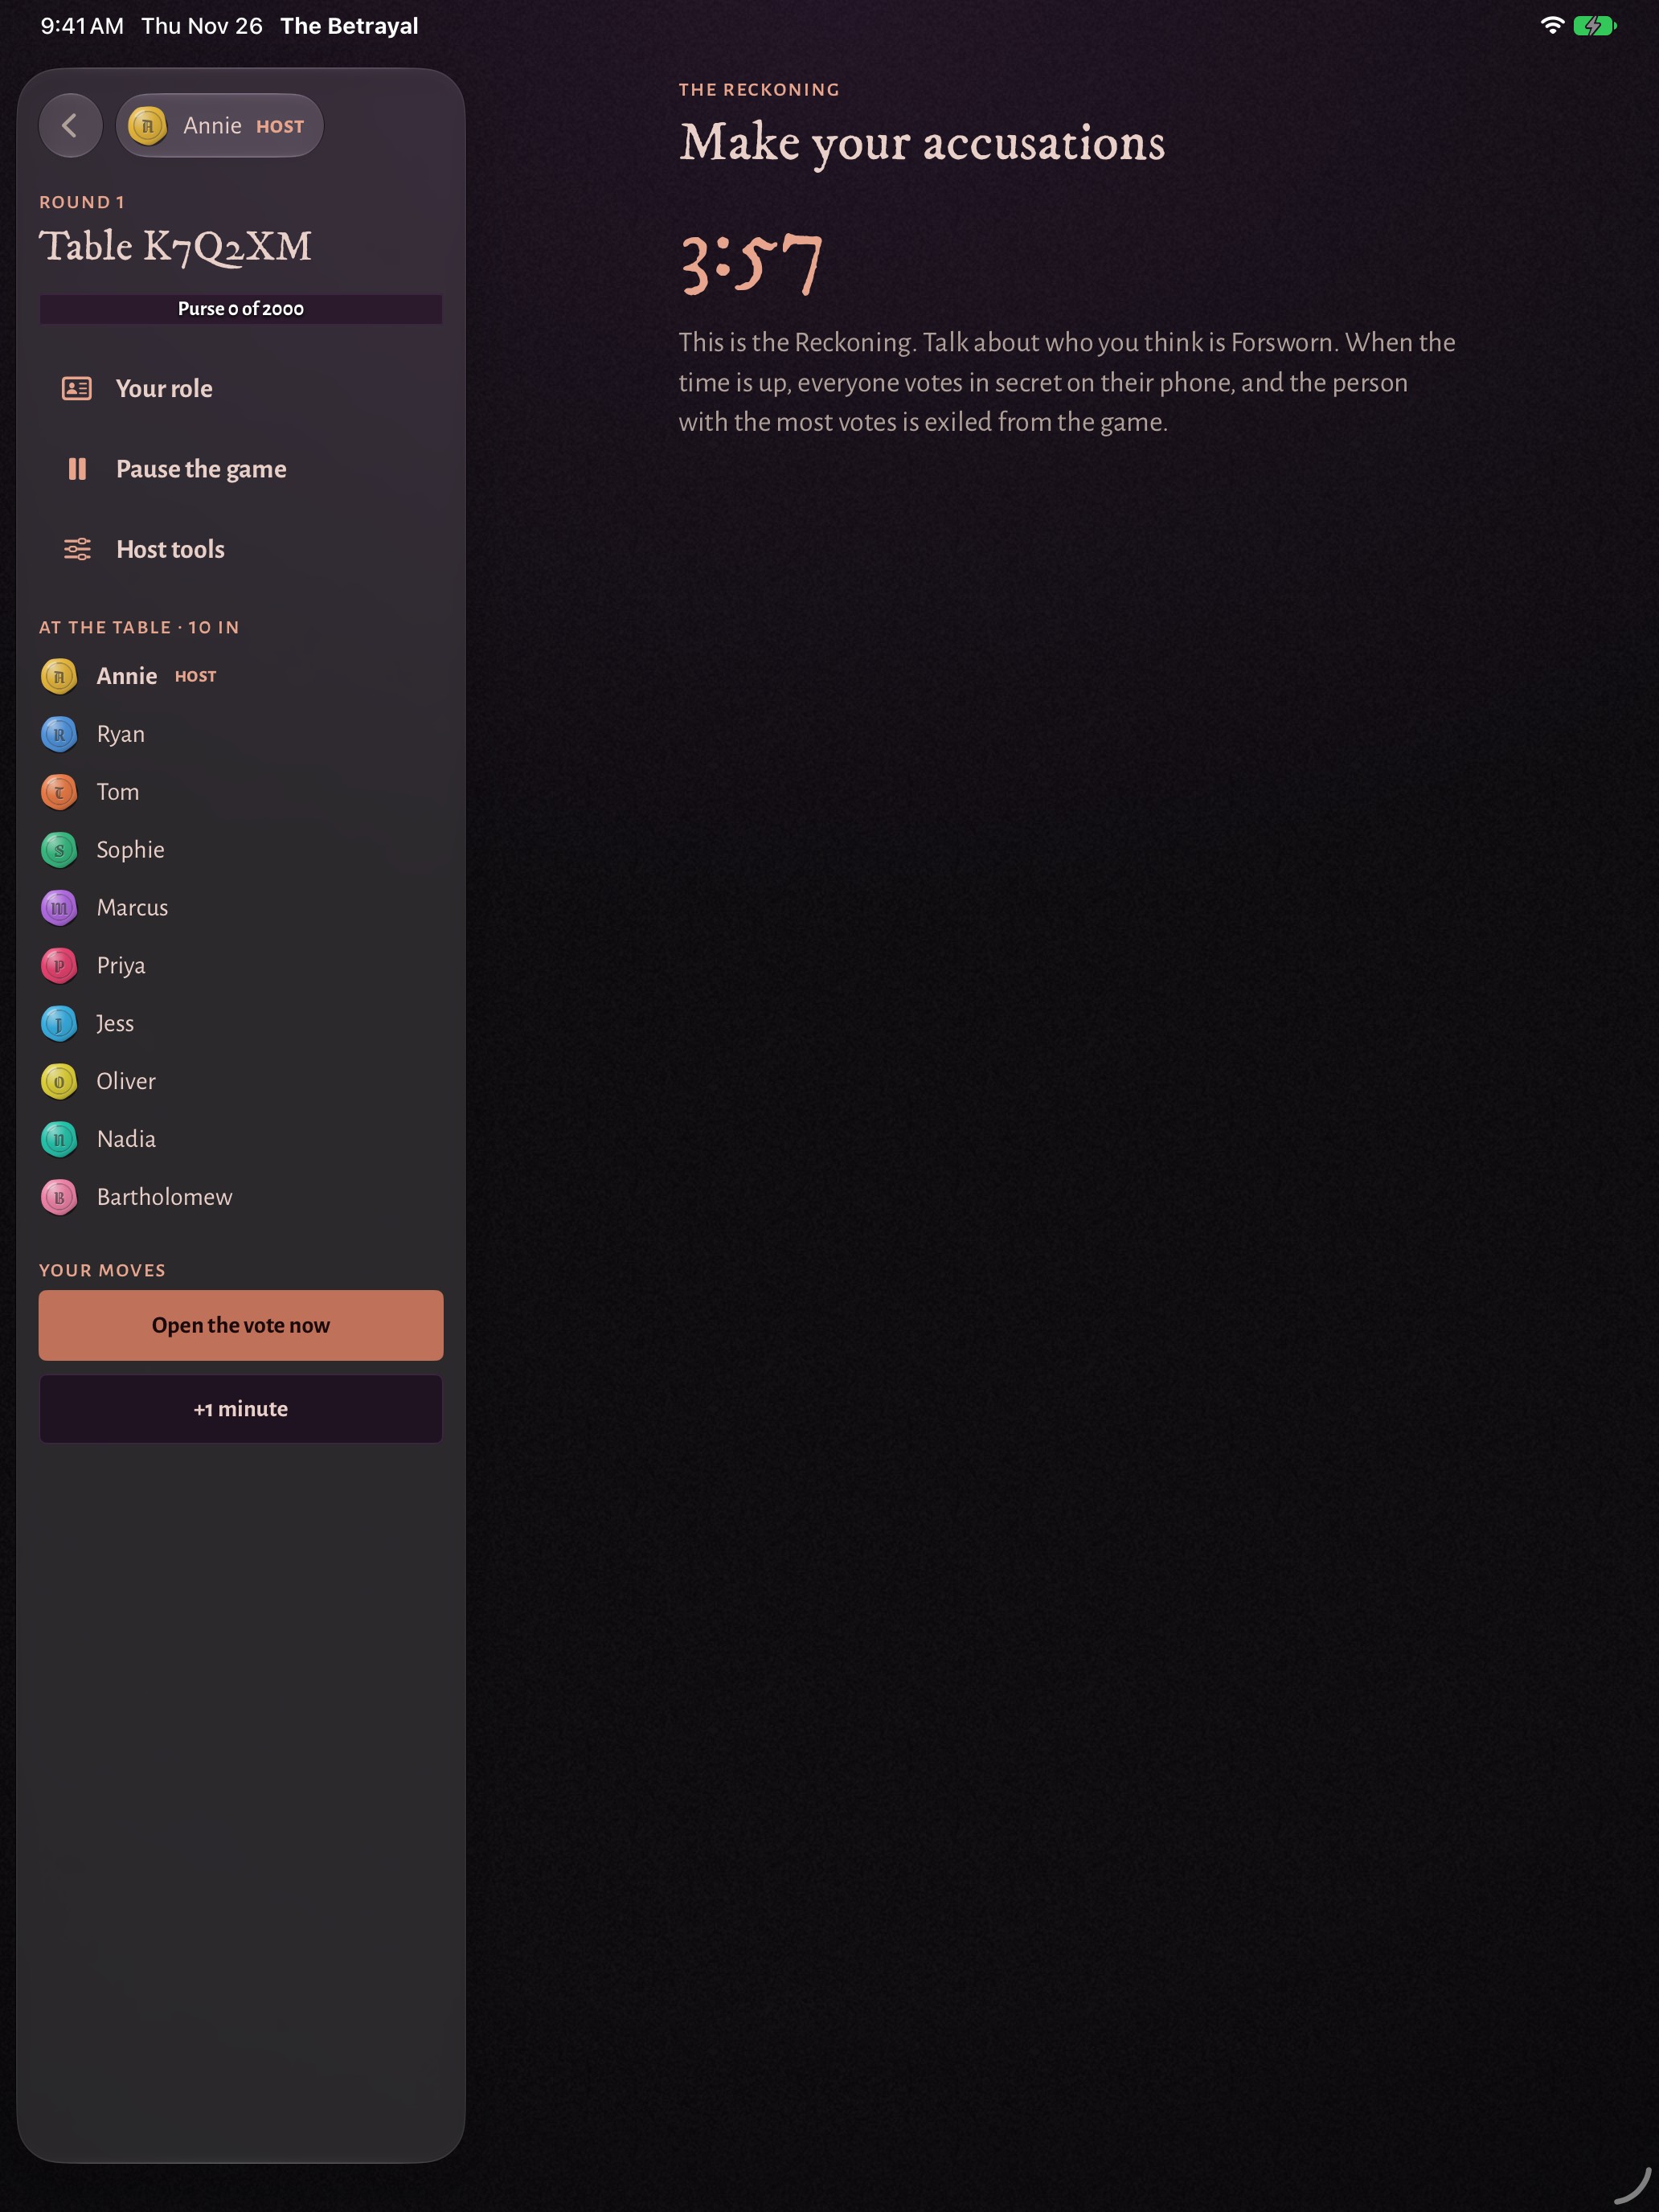 9:41 AM Thu Nov 26 The Betrayal
A Annie HOST
ROUND 1
Table K7Q2XM
Purse 0 of 2000
Your role
Pause the game
Host tools
AT THE TABLE · 10 IN
A Annie HOST
R Ryan
T Tom
S Sophie
M Marcus
P Priya
J Jess
O Oliver
N Nadia
B Bartholomew
YOUR MOVES
Open the vote now
+1 minute
THE RECKONING
Make your accusations
3:57
This is the Reckoning. Talk about who you think is Forsworn. When the
time is up, everyone votes in secret on their phone, and the person
with the most votes is exiled from the game.